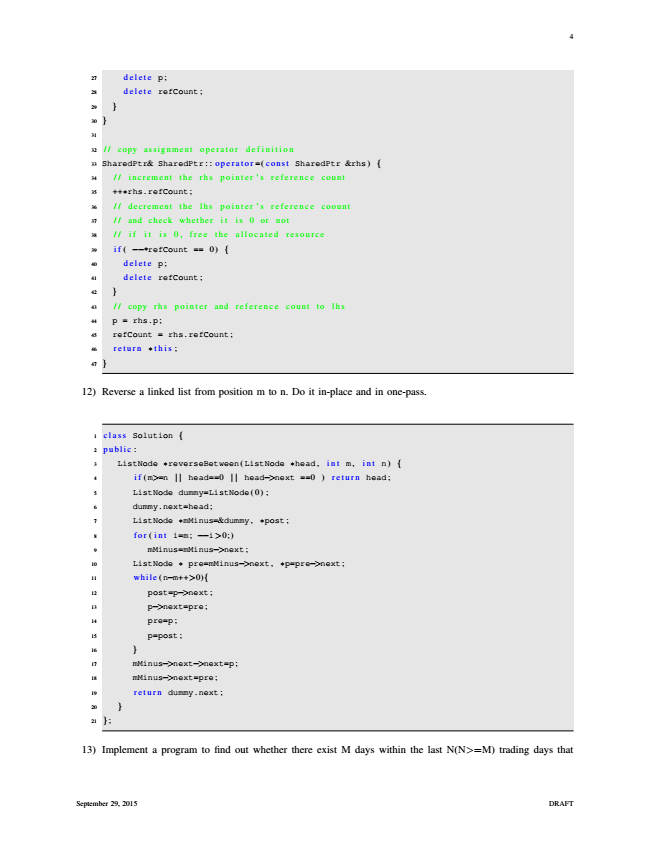 4
27 delete p;
28 delete refCount;
29 }
30 }
31
32 // copy assignment operator definition
33 SharedPtr& SharedPtr::operator=(const SharedPtr &rhs) {
34 // increment the rhs pointer's reference count
35 ++*rhs.refCount;
36 // decrement the lhs pointer's reference coount
37 // and check whether it is 0 or not
38 // if it is 0, free the allocated resource
39 if( --*refCount == 0) {
40 delete p;
41 delete refCount;
42 }
43 // copy rhs pointer and reference count to lhs
44 p = rhs.p;
45 refCount = rhs.refCount;
46 return *this;
47 }
12) Reverse a linked list from position m to n. Do it in-place and in one-pass.
1 class Solution {
2 public:
3 ListNode *reverseBetween(ListNode *head, int m, int n) {
4 if(m>=n || head==0 || head->next ==0 ) return head;
5 ListNode dummy=ListNode(0);
6 dummy.next=head;
7 ListNode *mMinus=&dummy, *post;
8 for(int i=m; --i>0;)
9 mMinus=mMinus->next;
10 ListNode * pre=mMinus->next, *p=pre->next;
11 while(n-m++>0){
12 post=p->next;
13 p->next=pre;
14 pre=p;
15 p=post;
16 }
17 mMinus->next->next=p;
18 mMinus->next=pre;
19 return dummy.next;
20 }
21 };
13) Implement a program to find out whether there exist M days within the last N(N>=M) trading days that
September 29, 2015 DRAFT